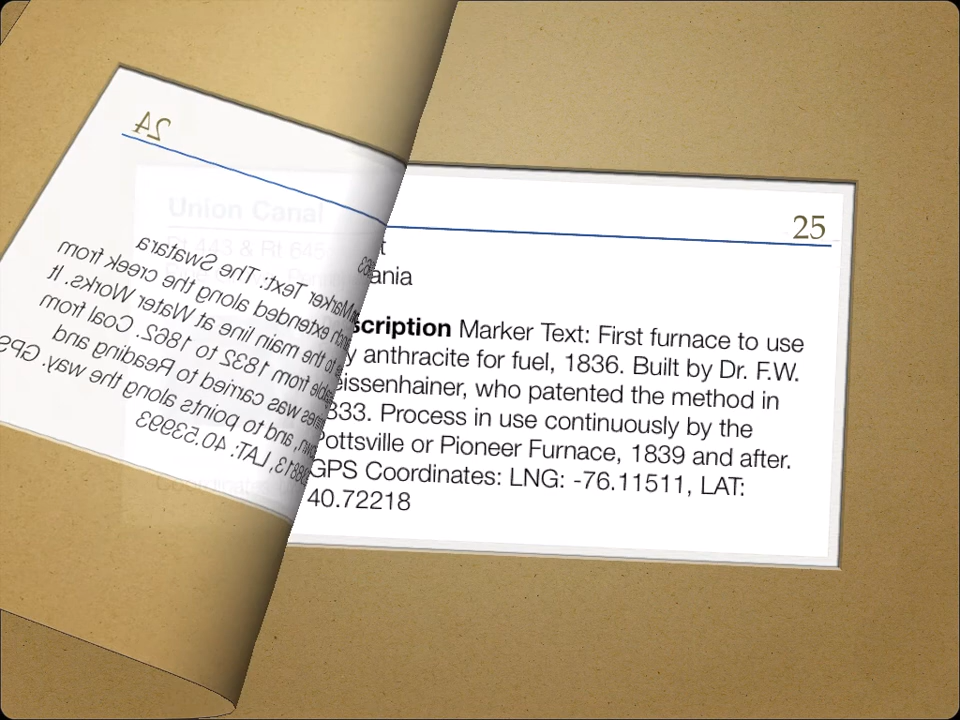 24
Union Canal
Marker Text: The Swatara
extended along the creek from
to the main line at Water Works. It
from 1832 to 1862. Coal from
was carried to Reading and
and to points along the way. GPS
LAT: 40.53993
25
ania
scription Marker Text: First furnace to use
y anthracite for fuel, 1836. Built by Dr. F.W.
eissenhainer, who patented the method in
833. Process in use continuously by the
Pottsville or Pioneer Furnace, 1839 and after.
GPS Coordinates: LNG: -76.11511, LAT:
40.72218